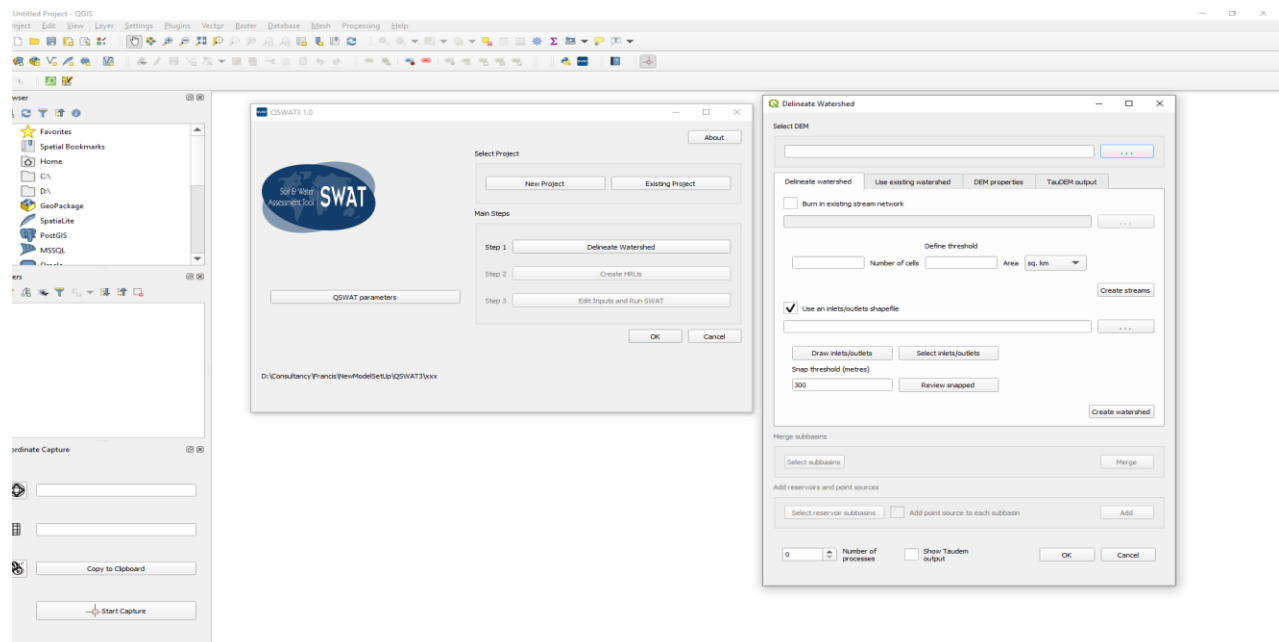 Untitled Project - QGIS
roject Edit View Layer Settings Plugins Vector Raster Database Mesh Processing Help
wser
Favorites
Spatial Bookmarks
Home
C:\
D:\
GeoPackage
SpatiaLite
PostGIS
MSSQL
Oracle
ers
ordinate Capture
Copy to Clipboard
Start Capture
QSWAT3 1.0
About
Select Project
New Project Existing Project
Soil & Water
Assessment Tool
SWAT
Main Steps
Step 1 Delineate Watershed
Step 2 Create HRUs
QSWAT parameters
Step 3 Edit Inputs and Run SWAT
OK Cancel
D:\Consultancy\Francis\NewModelSetUp\QSWAT3\xxx
Delineate Watershed
Select DEM
...
Delineate watershed Use existing watershed DEM properties TauDEM output
Burn in existing stream network
...
Define threshold
Number of cells Area sq. km
Create streams
Use an inlets/outlets shapefile
...
Draw inlets/outlets Select inlets/outlets
Snap threshold (metres)
300 Review snapped
Create watershed
Merge subbasins
Select subbasins Merge
Add reservoirs and point sources
Select reservoir subbasins Add point source to each subbasin Add
0 Number of processes Show Taudem output OK Cancel